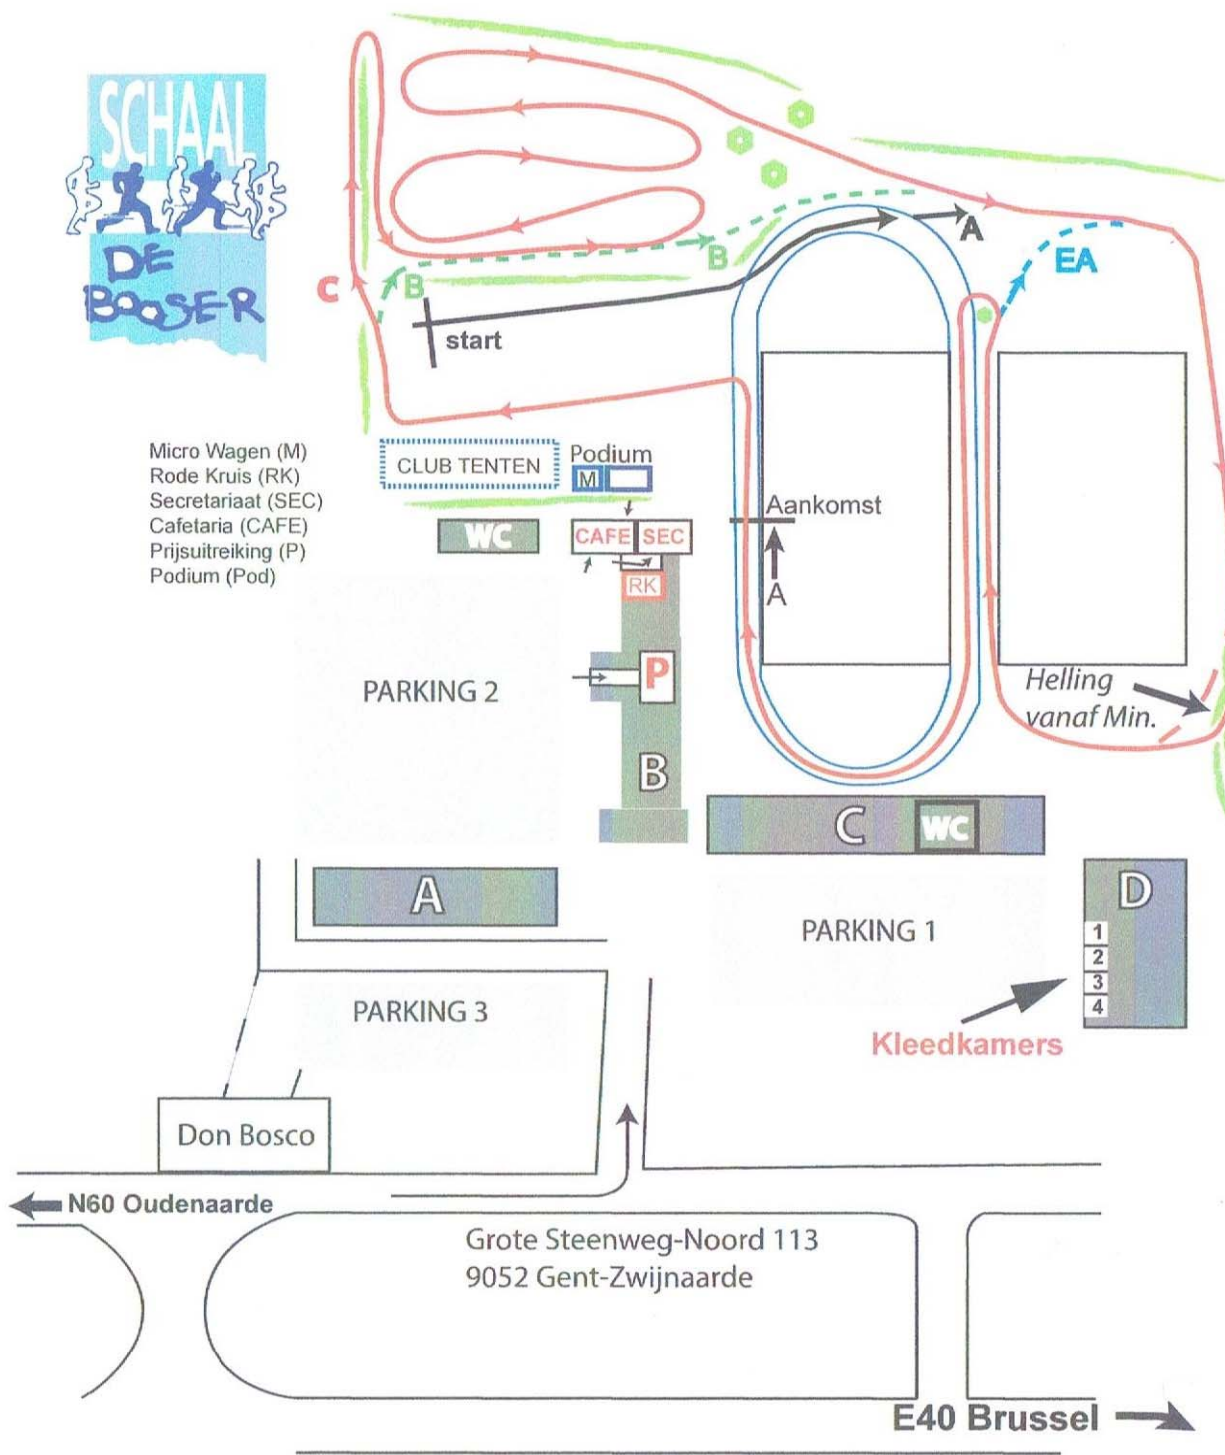 SCHAAL
DE
BOOSER
C
B
B
A
EA
start
Micro Wagen (M)
Rode Kruis (RK)
Secretariaat (SEC)
Cafetaria (CAFE)
Prijsuitreiking (P)
Podium (Pod)
CLUB TENTEN
Podium
M
WC
CAFE
SEC
RK
Aankomst
A
P
B
PARKING 2
Helling
vanaf Min.
C
WC
A
D
1
2
3
4
PARKING 1
PARKING 3
Kleedkamers
Don Bosco
N60 Oudenaarde
Grote Steenweg-Noord 113
9052 Gent-Zwijnaarde
E40 Brussel